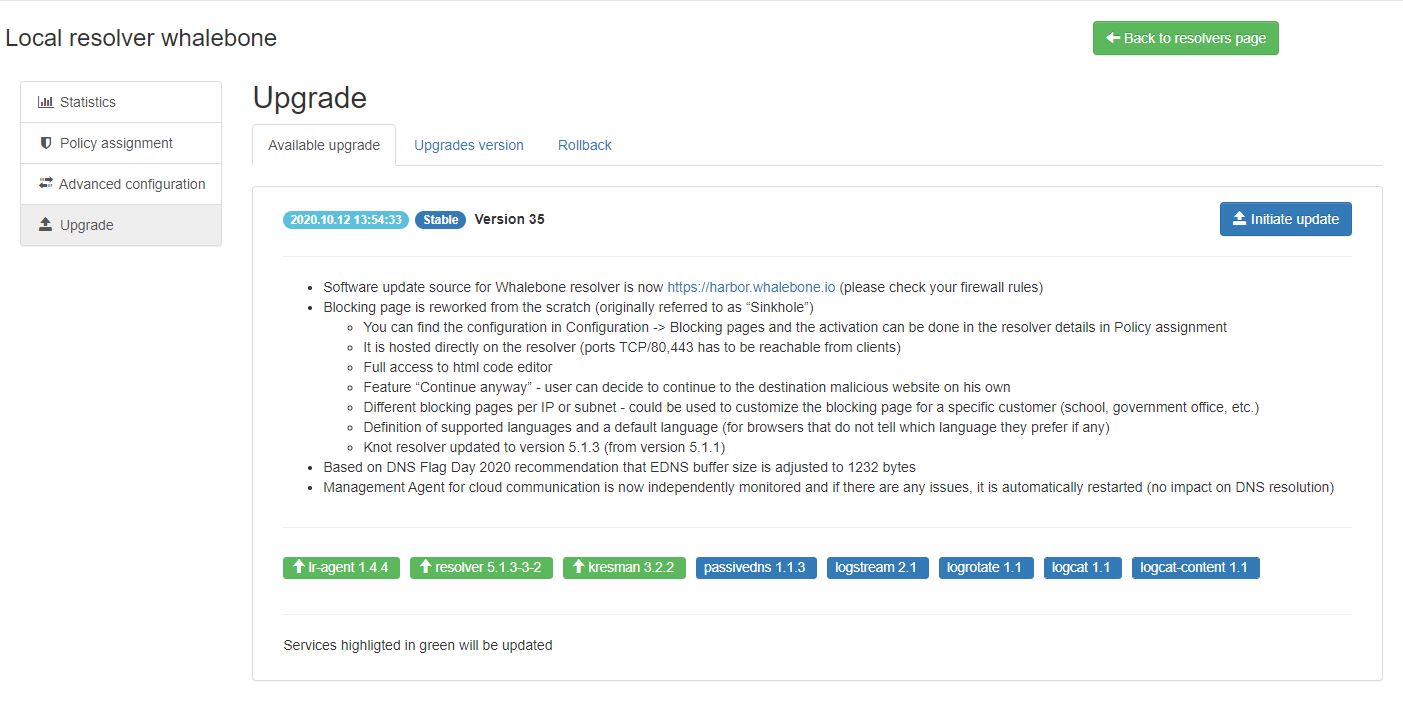 Local resolver whalebone
Back to resolvers page
Statistics
Policy assignment
Advanced configuration
Upgrade
Upgrade
Available upgrade
Upgrades version
Rollback
2020.10.12 13:54:33 Stable Version 35
Initiate update
Software update source for Whalebone resolver is now https://harbor.whalebone.io (please check your firewall rules)
Blocking page is reworked from the scratch (originally referred to as “Sinkhole”)
You can find the configuration in Configuration -> Blocking pages and the activation can be done in the resolver details in Policy assignment
It is hosted directly on the resolver (ports TCP/80,443 has to be reachable from clients)
Full access to html code editor
Feature “Continue anyway” - user can decide to continue to the destination malicious website on his own
Different blocking pages per IP or subnet - could be used to customize the blocking page for a specific customer (school, government office, etc.)
Definition of supported languages and a default language (for browsers that do not tell which language they prefer if any)
Knot resolver updated to version 5.1.3 (from version 5.1.1)
Based on DNS Flag Day 2020 recommendation that EDNS buffer size is adjusted to 1232 bytes
Management Agent for cloud communication is now independently monitored and if there are any issues, it is automatically restarted (no impact on DNS resolution)
lr-agent 1.4.4 resolver 5.1.3-3-2 kresman 3.2.2 passivedns 1.1.3 logstream 2.1 logrotate 1.1 logcat 1.1 logcat-content 1.1
Services highligted in green will be updated